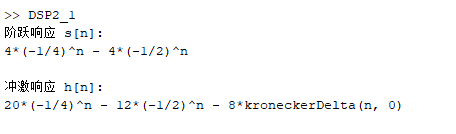 >> DSP2_1
阶跃响应 s[n]:
4*(-1/4)^n - 4*(-1/2)^n
冲激响应 h[n]:
20*(-1/4)^n - 12*(-1/2)^n - 8*kroneckerDelta(n, 0)